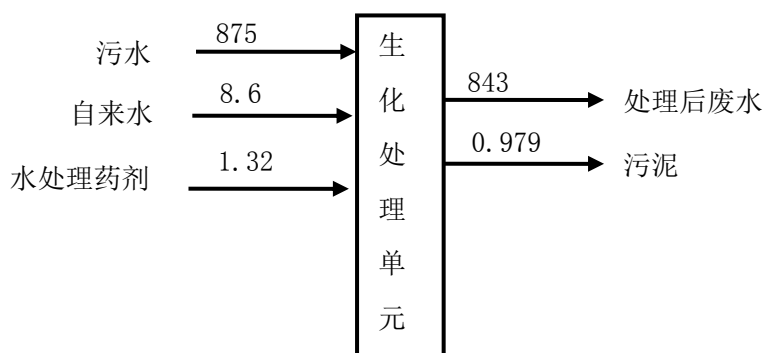 污水
875
自来水
8.6
水处理药剂
1.32
生
化
处
理
单
元
843
处理后废水
0.979
污泥